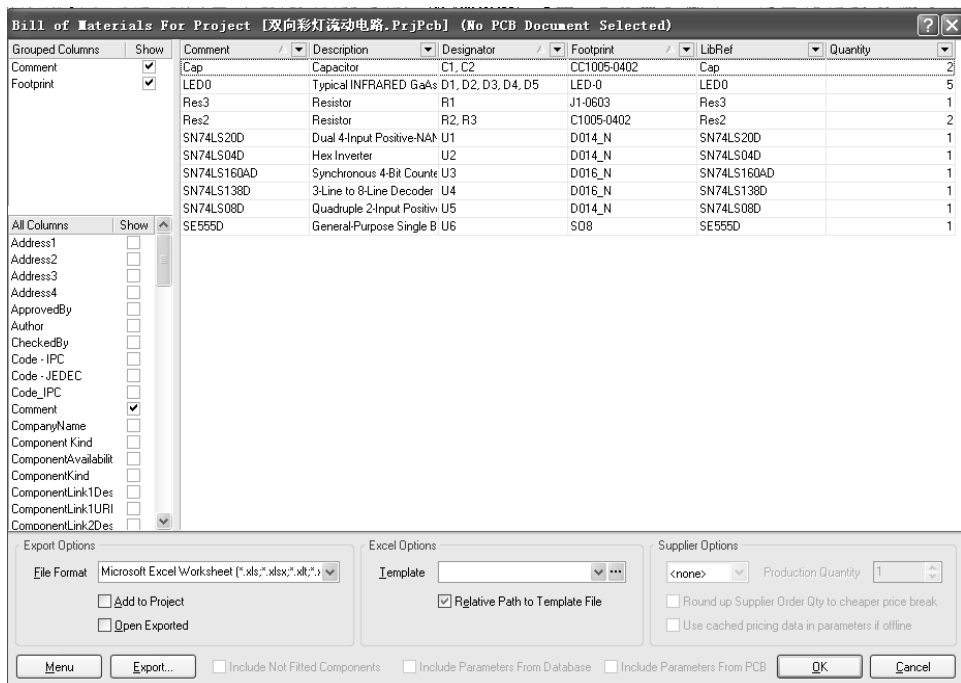 Bill of Materials For Project [双向彩灯流动电路.PrjPcb] (No PCB Document Selected)
Grouped Columns Show
Comment
Footprint
Comment Description Designator Footprint LibRef Quantity
Cap Capacitor C1, C2 CC1005-0402 Cap 2
LED0 Typical INFRARED GaAs D1, D2, D3, D4, D5 LED-0 LED0 5
Res3 Resistor R1 J1-0603 Res3 1
Res2 Resistor R2, R3 C1005-0402 Res2 2
SN74LS20D Dual 4-Input Positive-NAN U1 D014_N SN74LS20D 1
SN74LS04D Hex Inverter U2 D014_N SN74LS04D 1
SN74LS160AD Synchronous 4-Bit Counte U3 D016_N SN74LS160AD 1
SN74LS138D 3-Line to 8-Line Decoder U4 D016_N SN74LS138D 1
SN74LS08D Quadruple 2-Input Positiv U5 D014_N SN74LS08D 1
SE555D General-Purpose Single B U6 SO8 SE555D 1
All Columns Show
Address1
Address2
Address3
Address4
ApprovedBy
Author
CheckedBy
Code - IPC
Code - JEDEC
Code_IPC
Comment
CompanyName
Component Kind
ComponentAvailabilit
ComponentKind
ComponentLink1Des
ComponentLink1URI
ComponentLink2Des
Export Options
File Format Microsoft Excel Worksheet (*.xls;*.xlsx;*.xlt;*.x
Add to Project
Open Exported
Excel Options
Template ...
Relative Path to Template File
Supplier Options
<none> Production Quantity 1
Round up Supplier Order Qty to cheaper price break
Use cached pricing data in parameters if offline
Menu Export... Include Not Fitted Components Include Parameters From Database Include Parameters From PCB OK Cancel